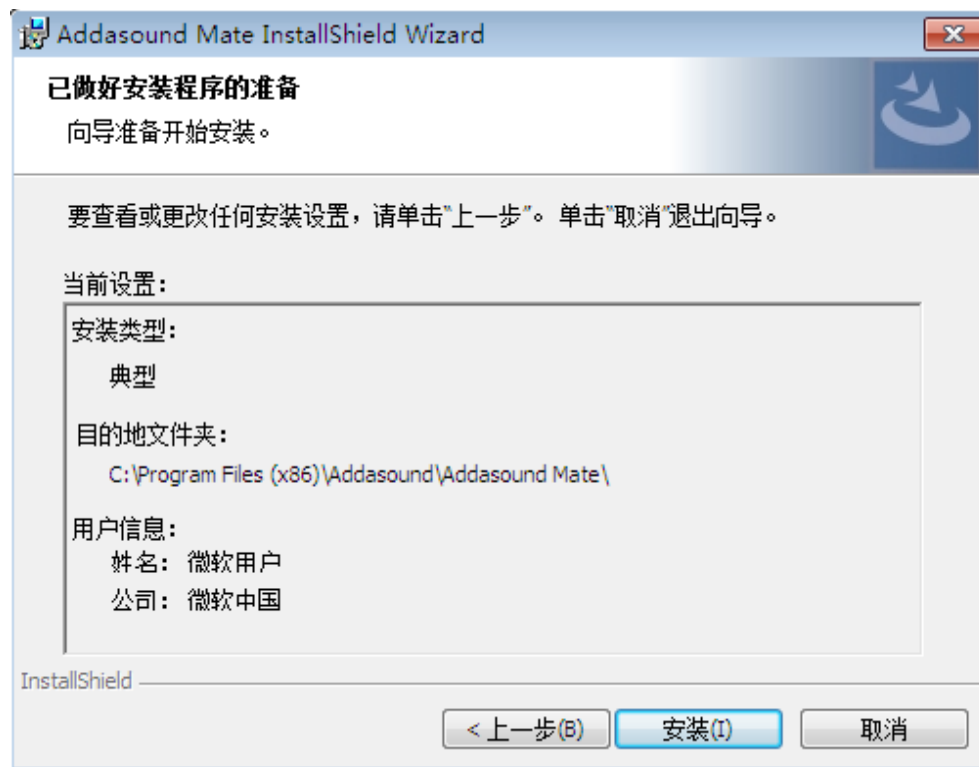 Addasound Mate InstallShield Wizard
已做好安装程序的准备
向导准备开始安装。
要查看或更改任何安装设置，请单击"上一步"。单击"取消"退出向导。
当前设置：
安装类型：
典型
目的地文件夹：
C:\Program Files (x86)\Addasound\Addasound Mate\
用户信息：
姓名：微软用户
公司：微软中国
InstallShield
< 上一步(B)
安装(I)
取消